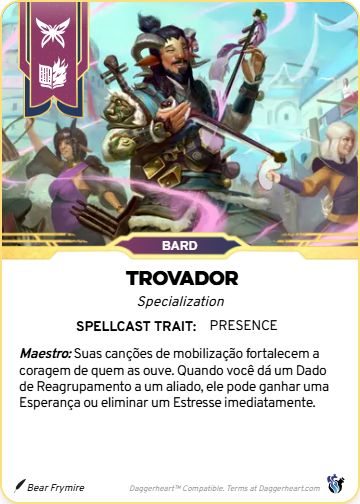 BARD
TROVADOR
Specialization
SPELLCAST TRAIT: PRESENCE
Maestro: Suas canções de mobilização fortalecem a
coragem de quem as ouve. Quando você dá um Dado
de Reagrupamento a um aliado, ele pode ganhar uma
Esperança ou eliminar um Estresse imediatamente.
Bear Frymire
Daggerheart™ Compatible. Terms at Daggerheart.com